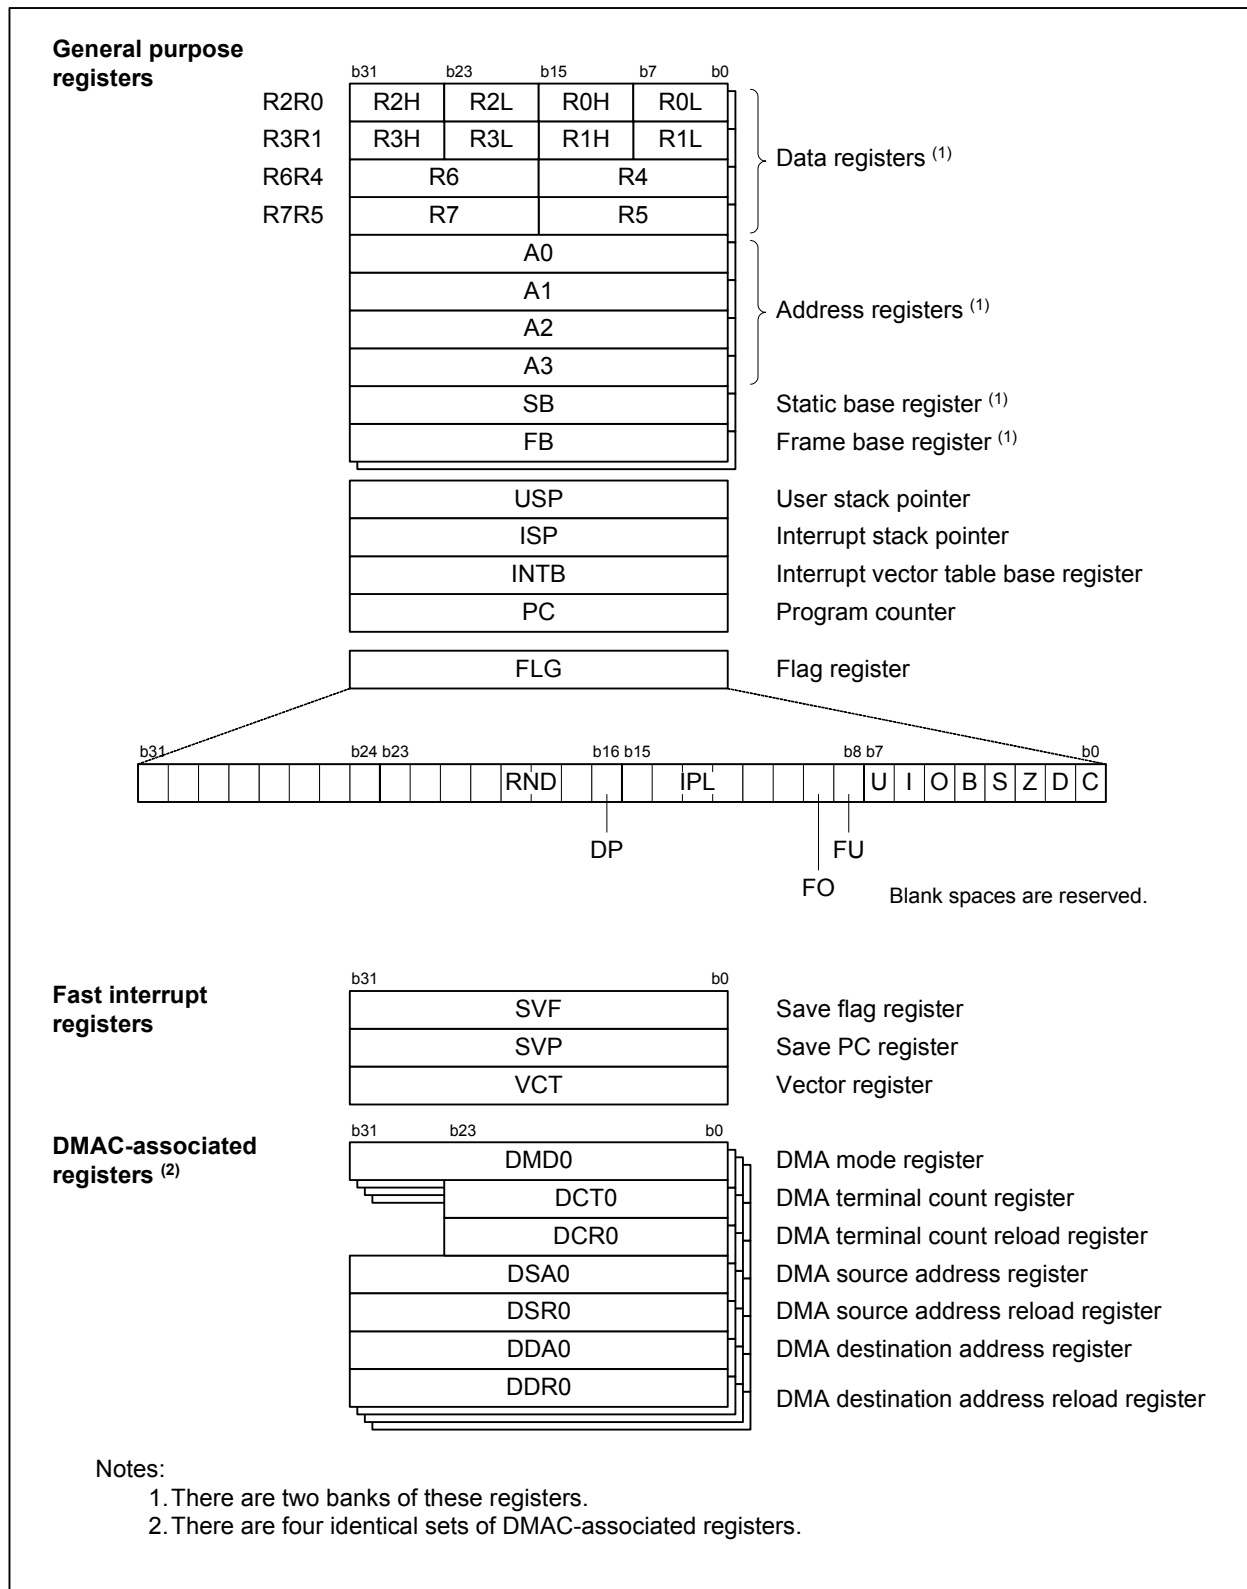 General purpose
registers
b31 b23 b15 b7 b0
R2R0 R2H R2L R0H R0L
R3R1 R3H R3L R1H R1L
Data registers (1)
R6R4 R6 R4
R7R5 R7 R5
A0
A1
Address registers (1)
A2
A3
SB Static base register (1)
FB Frame base register (1)
USP User stack pointer
ISP Interrupt stack pointer
INTB Interrupt vector table base register
PC Program counter
FLG Flag register
b31 b24 b23 b16 b15 b8 b7 b0
RND IPL U I O B S Z D C
DP FU
FO Blank spaces are reserved.
Fast interrupt
registers
b31 b0
SVF Save flag register
SVP Save PC register
VCT Vector register
DMAC-associated
registers (2)
b31 b23 b0
DMD0 DMA mode register
DCT0 DMA terminal count register
DCR0 DMA terminal count reload register
DSA0 DMA source address register
DSR0 DMA source address reload register
DDA0 DMA destination address register
DDR0 DMA destination address reload register
Notes:
1. There are two banks of these registers.
2. There are four identical sets of DMAC-associated registers.